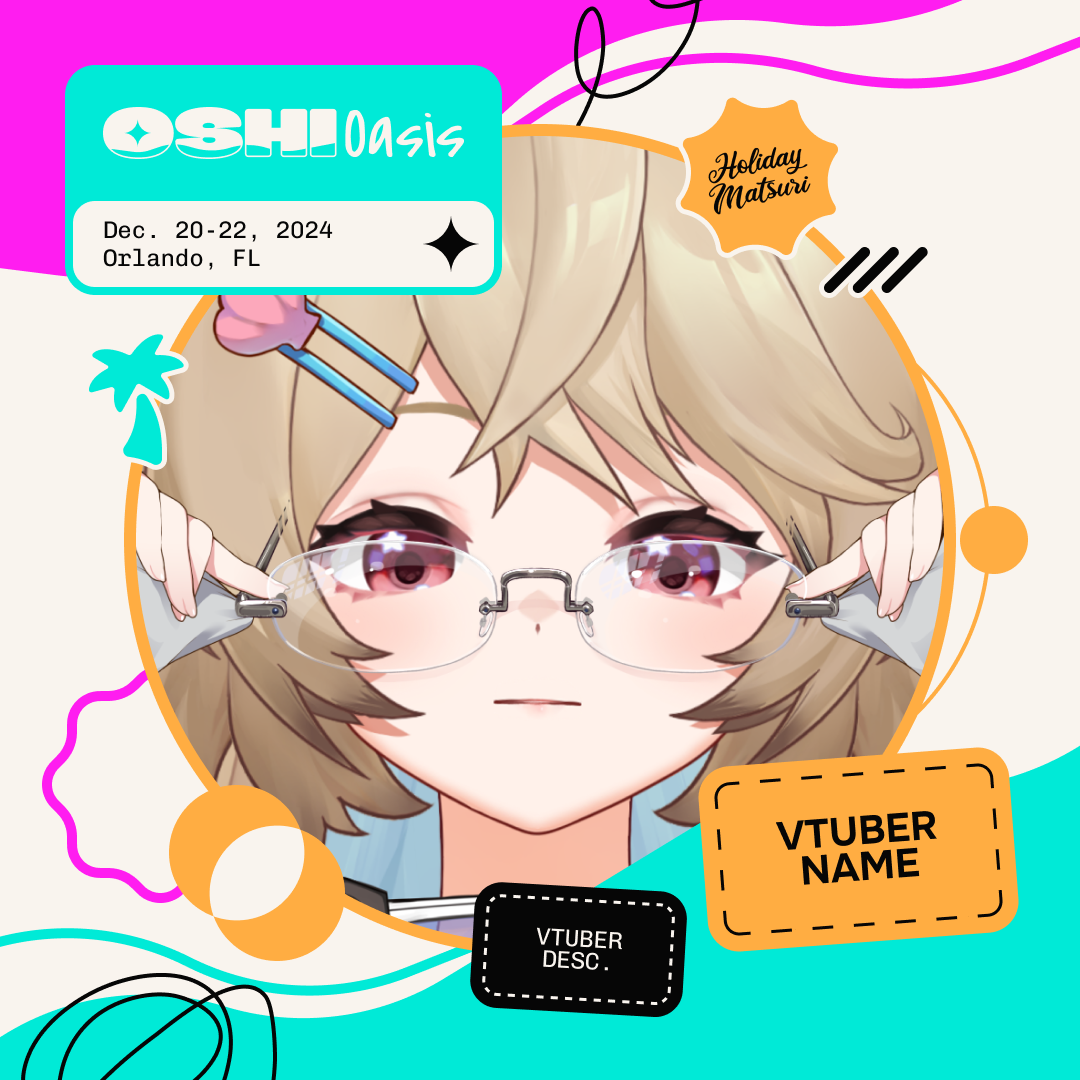 OSHI Oasis
Dec. 20-22, 2024
Orlando, FL
Holiday
Matsuri
VTUBER
NAME
VTUBER
DESC.